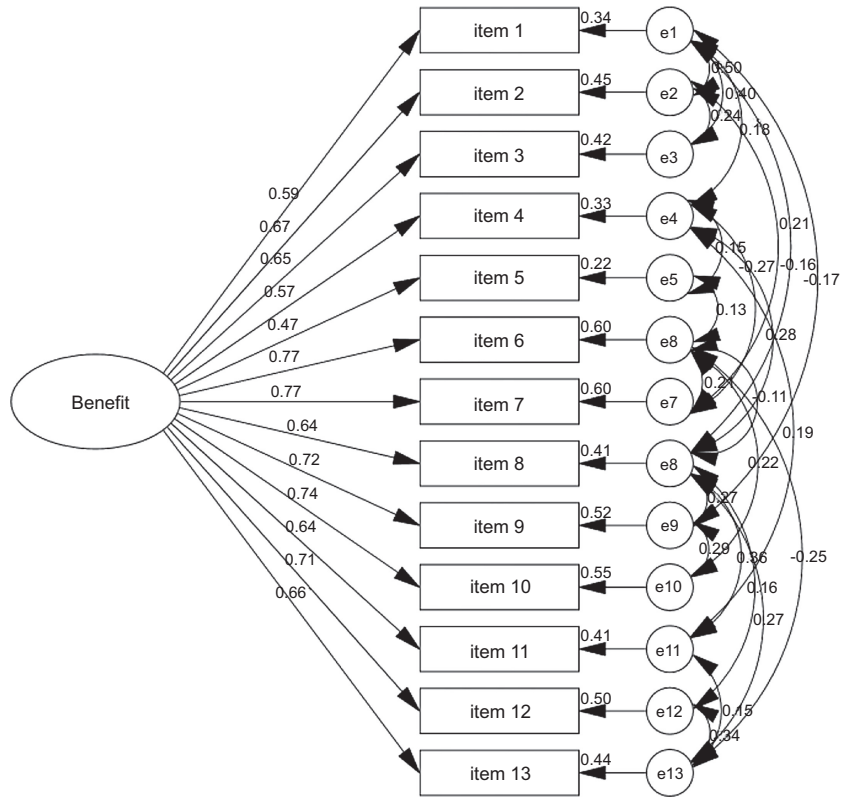 item 1
0.34
e1
item 2
0.45
e2
item 3
0.42
e3
item 4
0.33
e4
item 5
0.22
e5
item 6
0.60
e8
item 7
0.60
e7
item 8
0.41
e8
item 9
0.52
e9
item 10
0.55
e10
item 11
0.41
e11
item 12
0.50
e12
item 13
0.44
e13
Benefit
0.59
0.67
0.65
0.57
0.47
0.77
0.77
0.64
0.72
0.74
0.64
0.71
0.66
0.50
0.40
0.24
0.18
0.21
0.15
-0.27
-0.16
-0.17
0.13
0.28
0.21
-0.11
0.19
0.22
0.27
0.29
0.36
-0.25
0.16
0.27
0.15
0.34